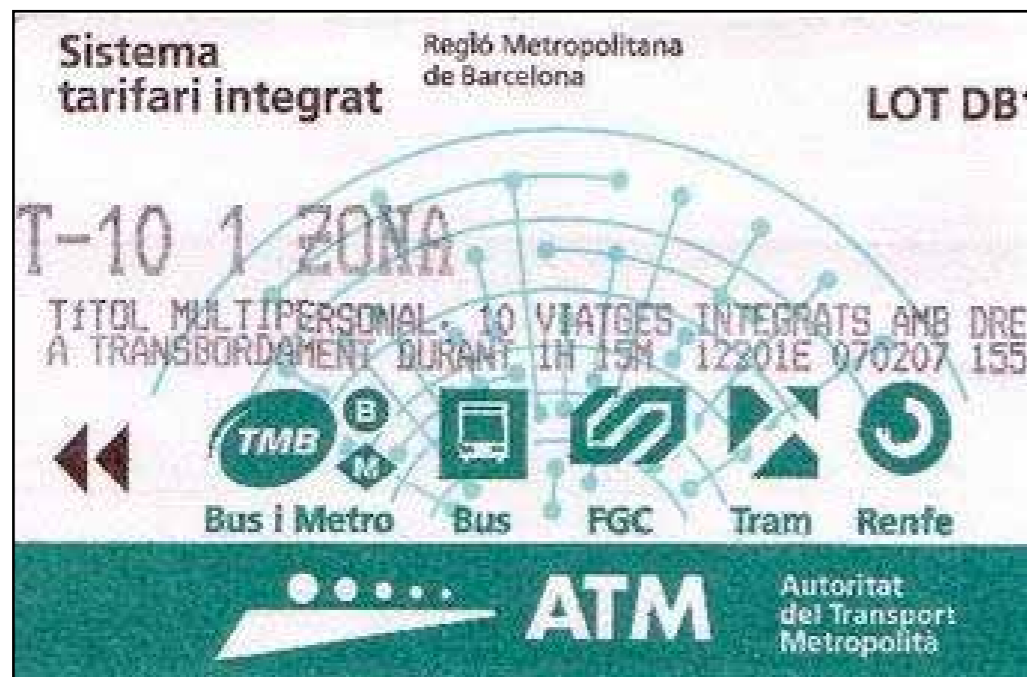 Sistema
tarifari integrat
Regió Metropolitana
de Barcelona
LOT DB1
T-10 1 ZONA
TíTOL MULTIPERSONAL. 10 VIATGES INTEGRATS AMB DRE
A TRANSBORDAMENT DURANT 1H 15M 12201E 070207 155
TMB B M
Bus i Metro Bus FGC Tram Renfe
ATM
Autoritat
del Transport
Metropolità